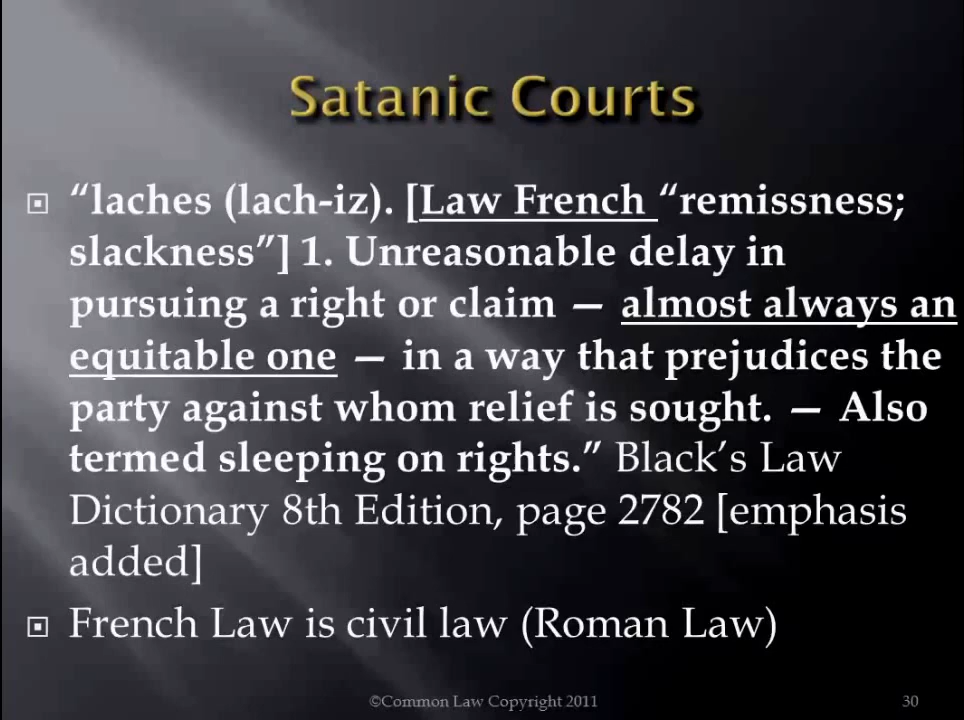 Satanic Courts
“laches (lach-iz). [Law French “remissness;
slackness”] 1. Unreasonable delay in
pursuing a right or claim — almost always an
equitable one — in a way that prejudices the
party against whom relief is sought. — Also
termed sleeping on rights.” Black’s Law
Dictionary 8th Edition, page 2782 [emphasis
added]
French Law is civil law (Roman Law)
©Common Law Copyright 2011
30